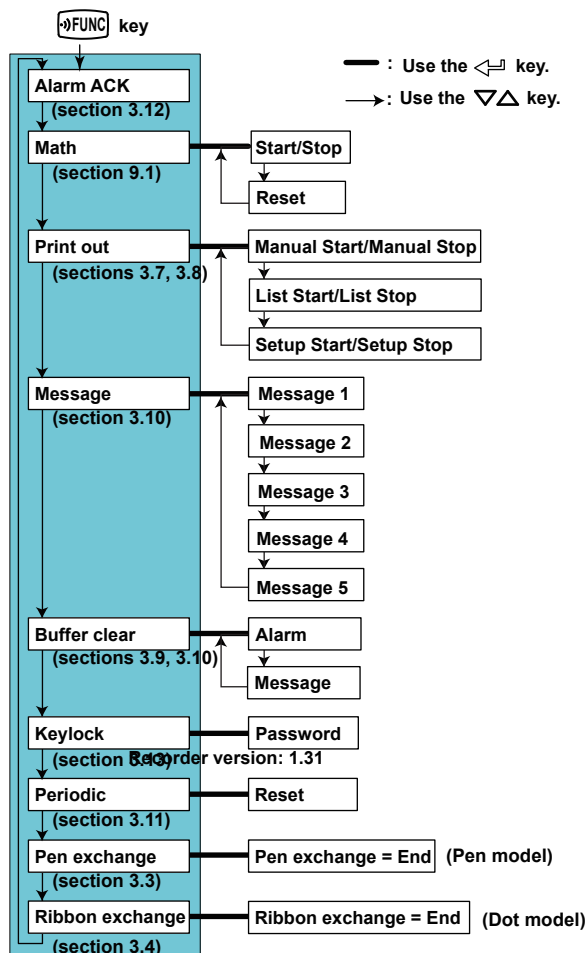 FUNC key
: Use the key.
: Use the key.
Alarm ACK
(section 3.12)
Math
Start/Stop
(section 9.1)
Reset
Print out
Manual Start/Manual Stop
(sections 3.7, 3.8)
List Start/List Stop
Setup Start/Setup Stop
Message
Message 1
(section 3.10)
Message 2
Message 3
Message 4
Message 5
Buffer clear
Alarm
(sections 3.9, 3.10)
Message
Keylock
Password
(section 3.13)
Recorder version: 1.31
Periodic
Reset
(section 3.11)
Pen exchange
Pen exchange = End (Pen model)
(section 3.3)
Ribbon exchange
Ribbon exchange = End (Dot model)
(section 3.4)